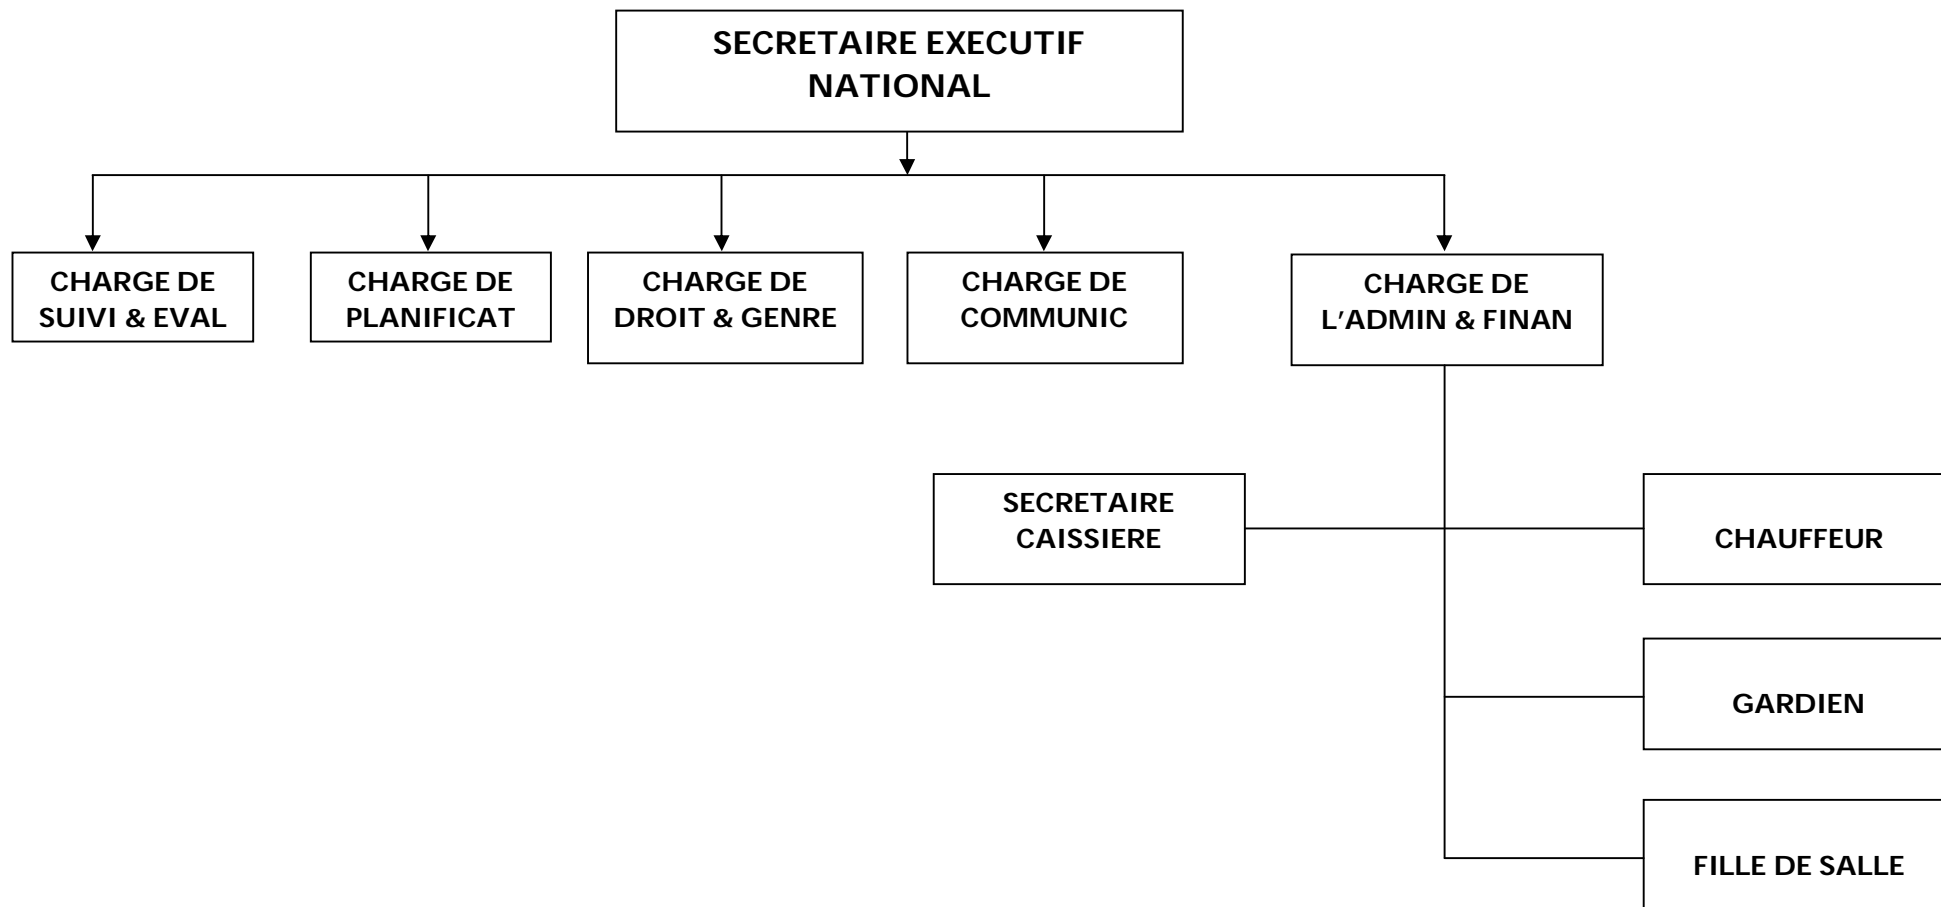 SECRETAIRE EXECUTIF
NATIONAL
CHARGE DE
SUIVI & EVAL
CHARGE DE
PLANIFICAT
CHARGE DE
DROIT & GENRE
CHARGE DE
COMMUNIC
CHARGE DE
L'ADMIN & FINAN
SECRETAIRE
CAISSIERE
CHAUFFEUR
GARDIEN
FILLE DE SALLE